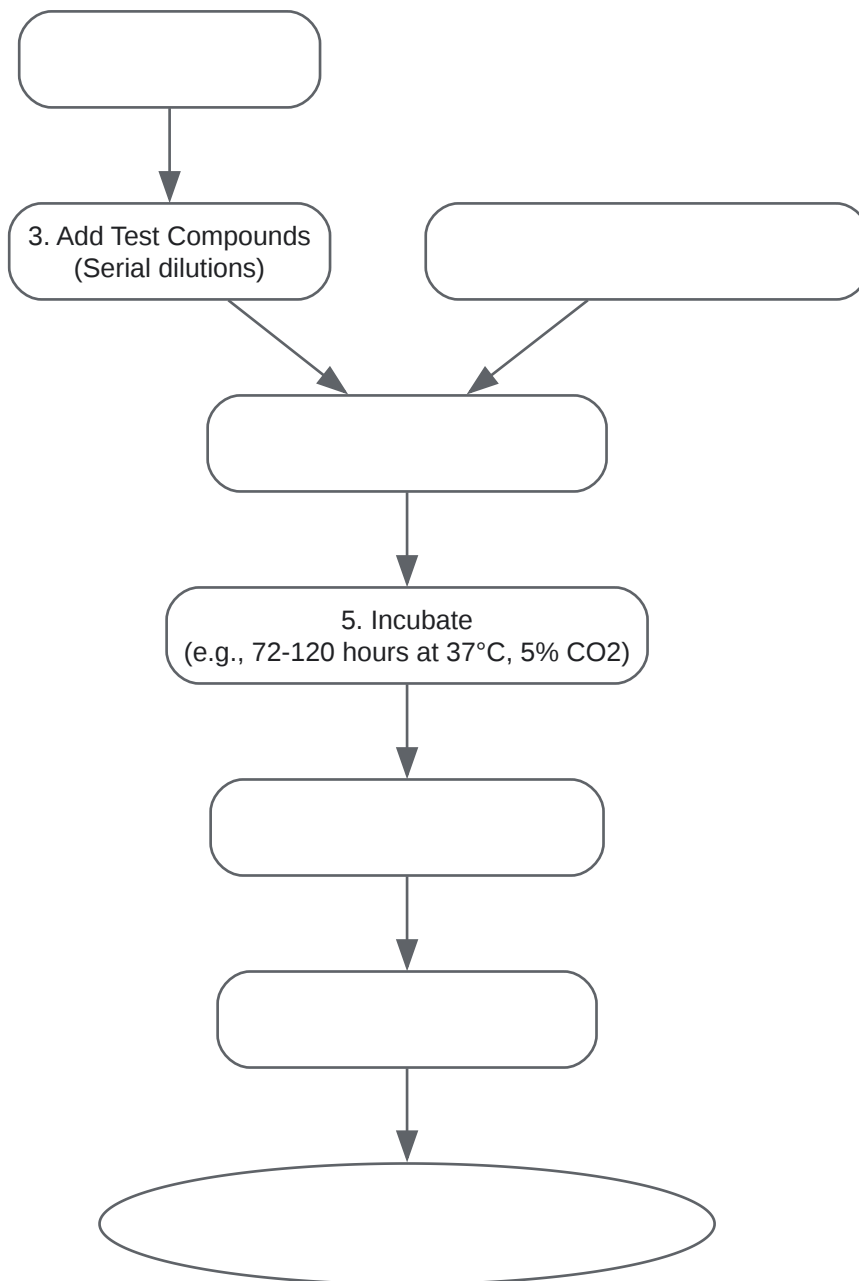 3. Add Test Compounds
(Serial dilutions)
5. Incubate
(e.g., 72-120 hours at 37°C, 5% CO2)